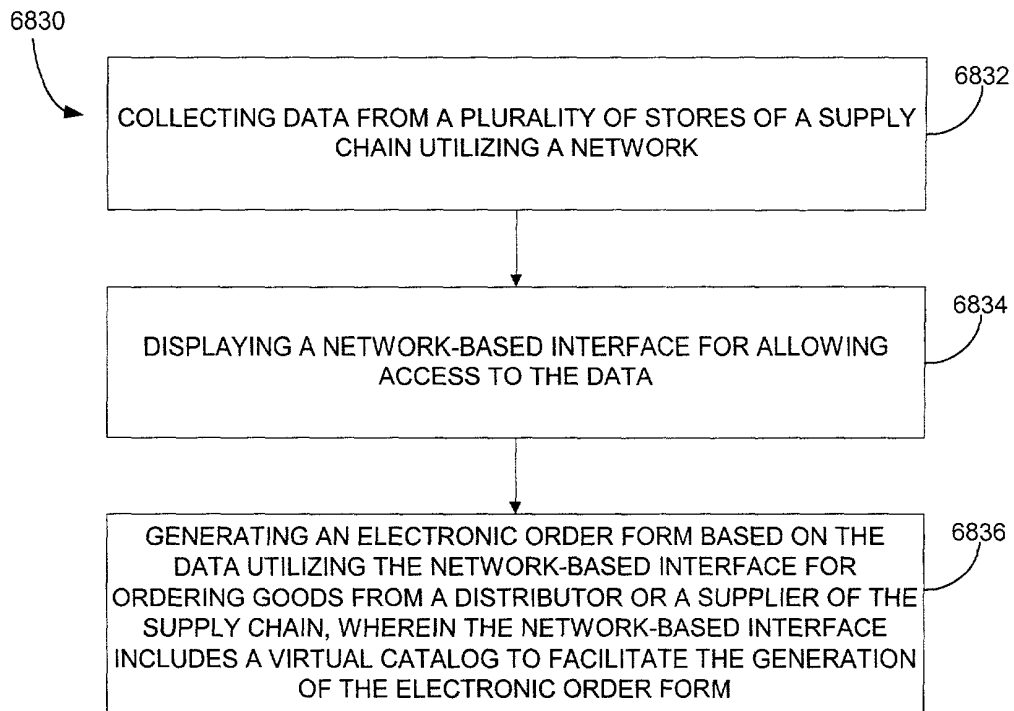 6830
6832
COLLECTING DATA FROM A PLURALITY OF STORES OF A SUPPLY
CHAIN UTILIZING A NETWORK
6834
DISPLAYING A NETWORK-BASED INTERFACE FOR ALLOWING
ACCESS TO THE DATA
6836
GENERATING AN ELECTRONIC ORDER FORM BASED ON THE
DATA UTILIZING THE NETWORK-BASED INTERFACE FOR
ORDERING GOODS FROM A DISTRIBUTOR OR A SUPPLIER OF THE
SUPPLY CHAIN, WHEREIN THE NETWORK-BASED INTERFACE
INCLUDES A VIRTUAL CATALOG TO FACILITATE THE GENERATION
OF THE ELECTRONIC ORDER FORM